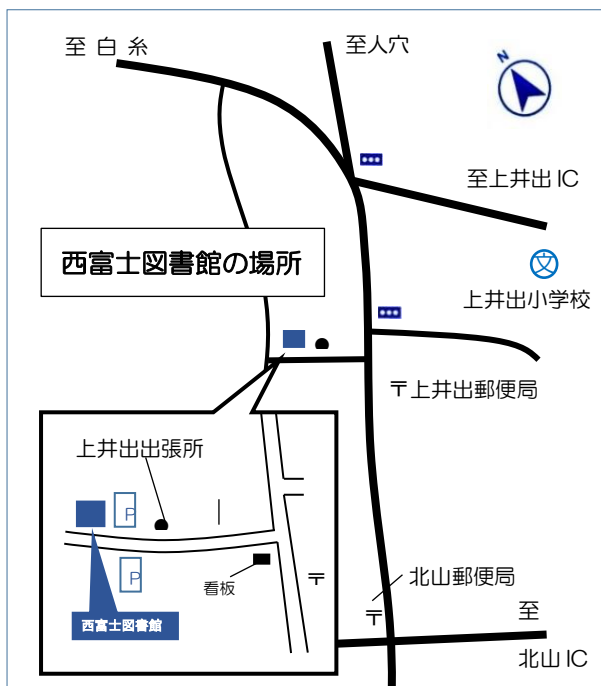 至 白 糸
至人穴
N
至上井出 IC
西富士図書館の場所
文
上井出小学校
〒上井出郵便局
上井出出張所
P
P
看板
〒
西富士図書館
北山郵便局
〒
至
北山 IC